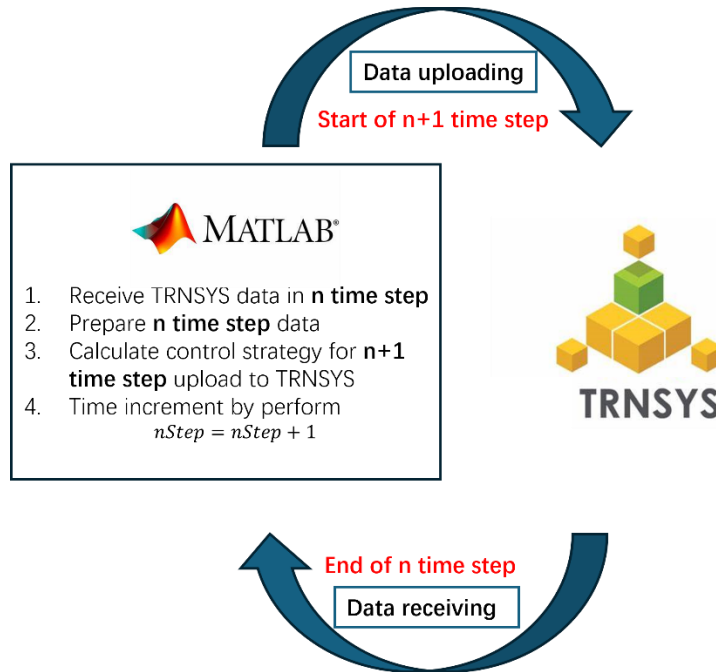 Data uploading
Start of n+1 time step
MATLAB®
1. Receive TRNSYS data in n time step
2. Prepare n time step data
3. Calculate control strategy for n+1
time step upload to TRNSYS
4. Time increment by perform
nStep = nStep + 1
TRNSYS
End of n time step
Data receiving